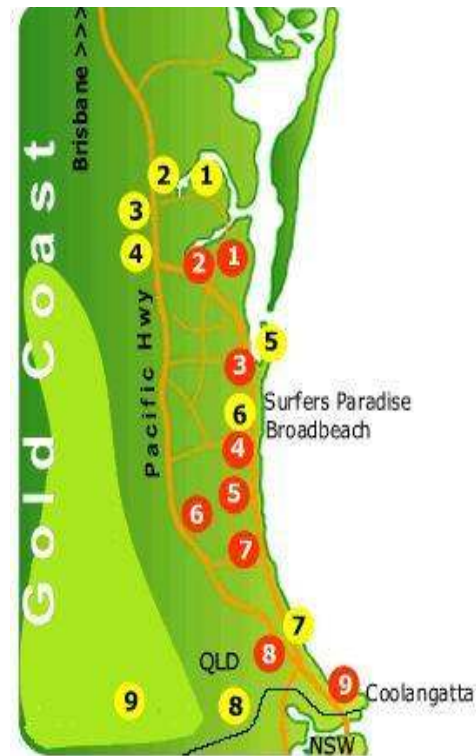 Gold Coast
Brisbane >>>
2 1
3
4
2 1
5
3
Pacific Hwy
6
Surfers Paradise
Broadbeach
4
5
6
7
7
8
QLD
9
Coolangatta
9
8
NSW